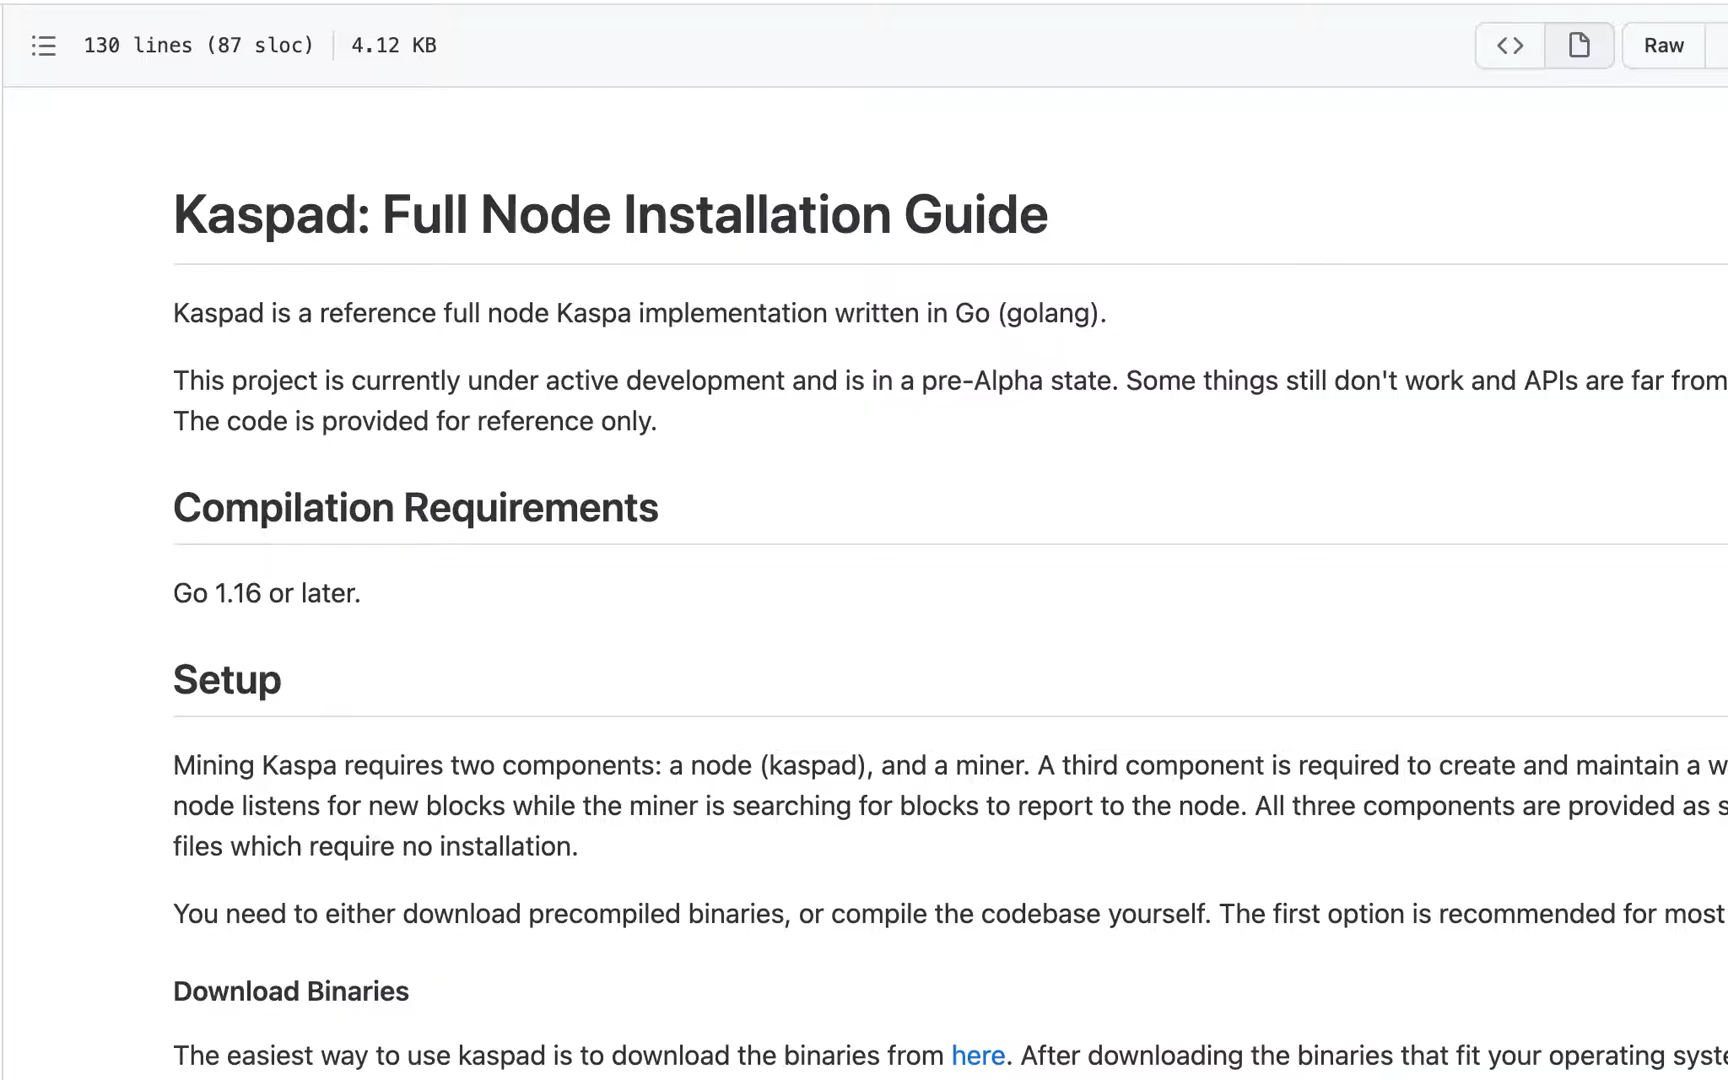 130 lines (87 sloc) 4.12 KB Raw
Kaspad: Full Node Installation Guide
Kaspad is a reference full node Kaspa implementation written in Go (golang).
This project is currently under active development and is in a pre-Alpha state. Some things still don't work and APIs are far from
The code is provided for reference only.
Compilation Requirements
Go 1.16 or later.
Setup
Mining Kaspa requires two components: a node (kaspad), and a miner. A third component is required to create and maintain a
node listens for new blocks while the miner is searching for blocks to report to the node. All three components are provided as
files which require no installation.
You need to either download precompiled binaries, or compile the codebase yourself. The first option is recommended for most
Download Binaries
The easiest way to use kaspad is to download the binaries from here. After downloading the binaries that fit your operating